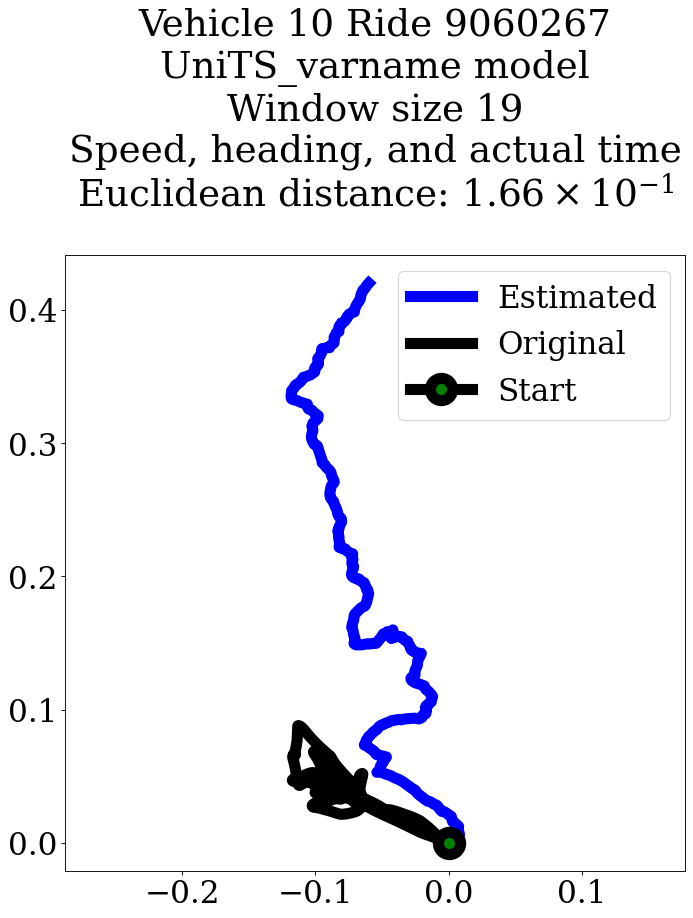 Vehicle 10 Ride 9060267
UniTS_varname model
Window size 19
Speed, heading, and actual time
Euclidean distance: 1.66 × 10⁻¹
Estimated
Original
Start
0.4
0.3
0.2
0.1
0.0
−0.2 −0.1 0.0 0.1